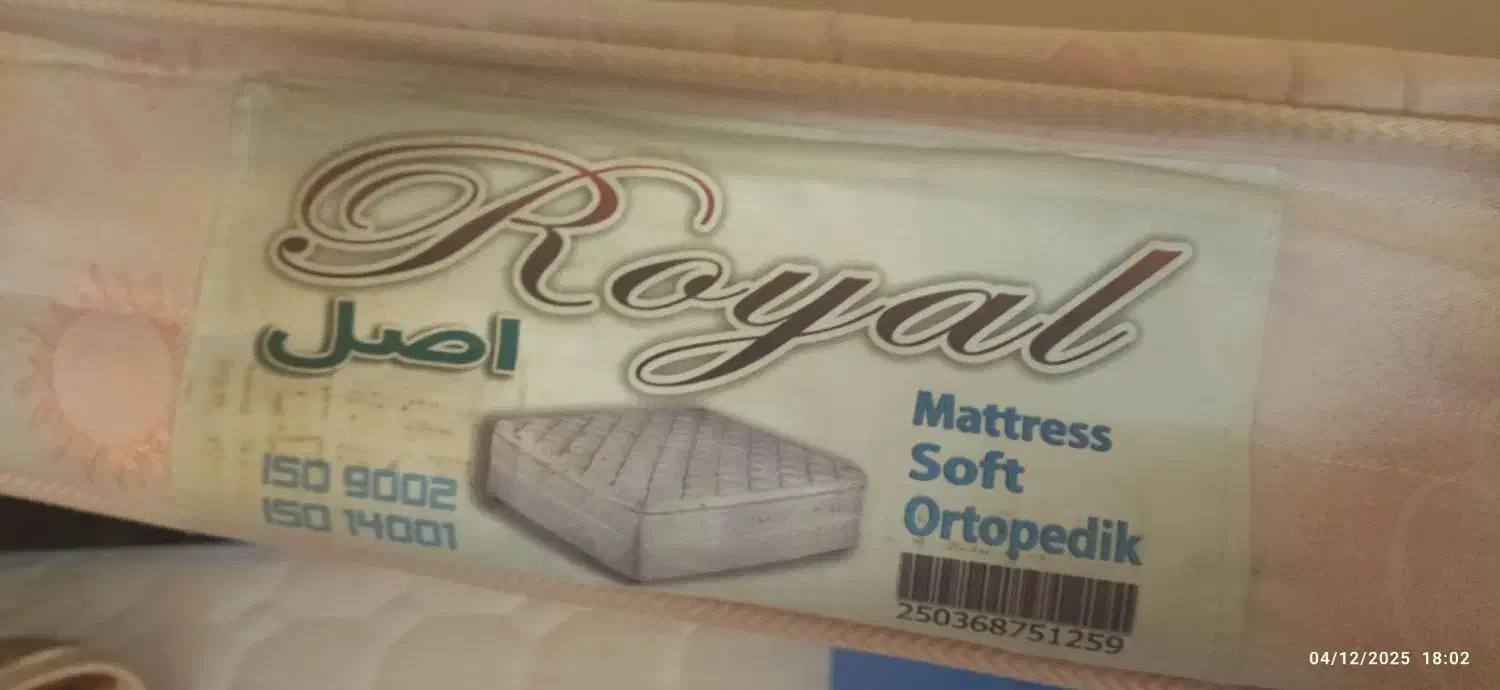 Royal
اصل
ISO 9002
ISO 14001
Mattress
Soft
Ortopedik
250368751259
04/12/2025 18:02